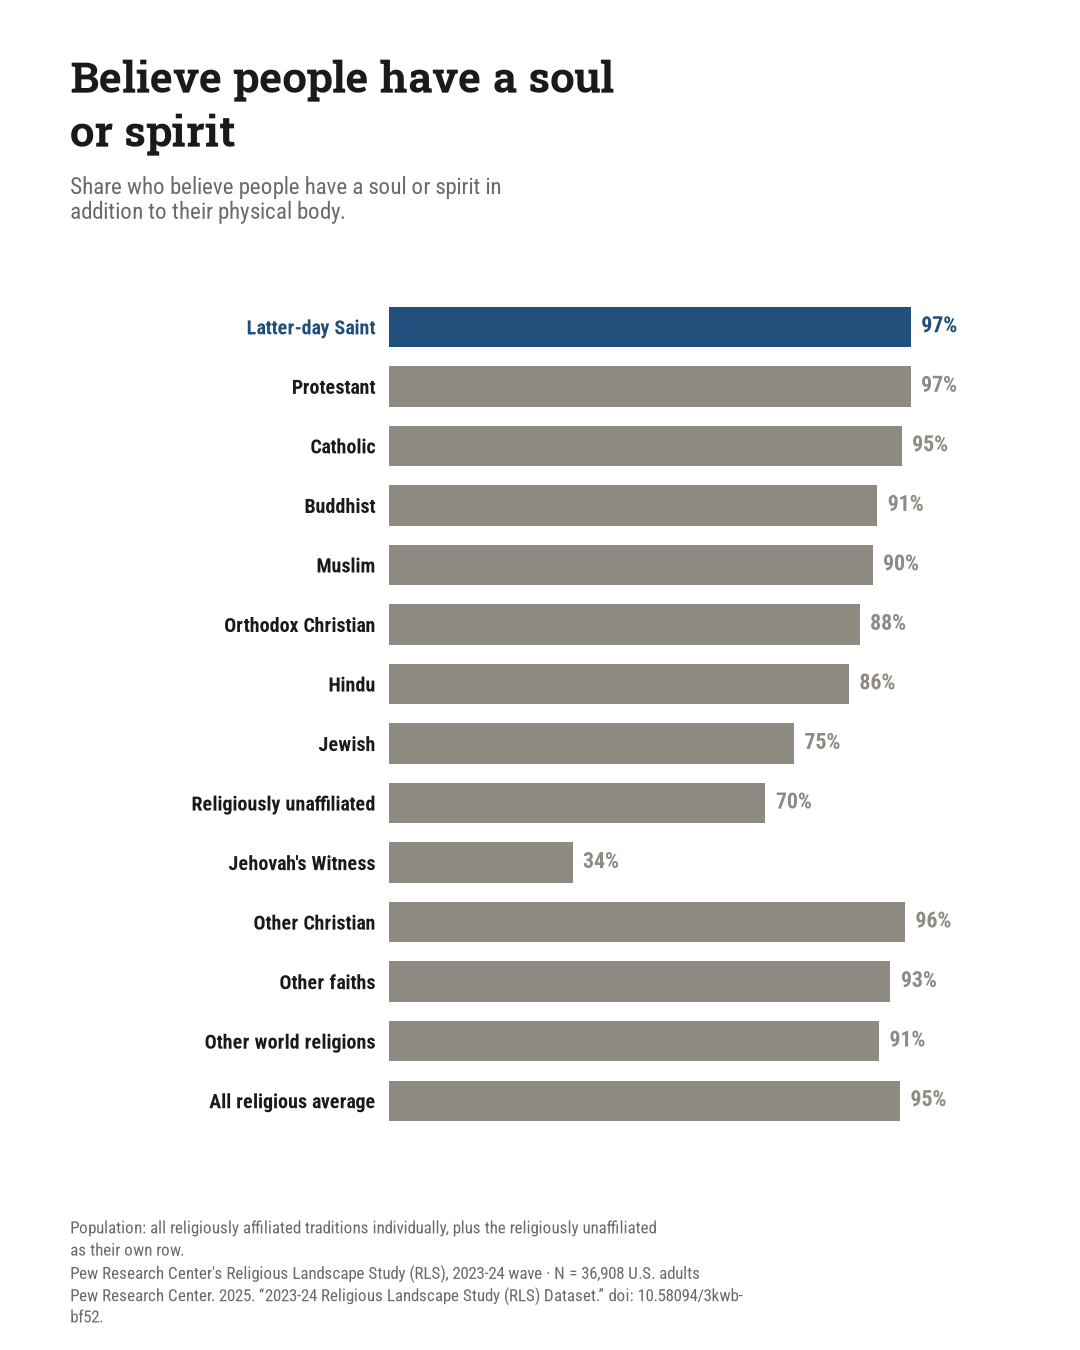 Believe people have a soul
or spirit
Share who believe people have a soul or spirit in
addition to their physical body.
Latter-day Saint 97%
Protestant 97%
Catholic 95%
Buddhist 91%
Muslim 90%
Orthodox Christian 88%
Hindu 86%
Jewish 75%
Religiously unaffiliated 70%
Jehovah's Witness 34%
Other Christian 96%
Other faiths 93%
Other world religions 91%
All religious average 95%
Population: all religiously affiliated traditions individually, plus the religiously unaffiliated
as their own row.
Pew Research Center's Religious Landscape Study (RLS), 2023-24 wave · N = 36,908 U.S. adults
Pew Research Center. 2025. “2023-24 Religious Landscape Study (RLS) Dataset.” doi: 10.58094/3kwb-
bf52.